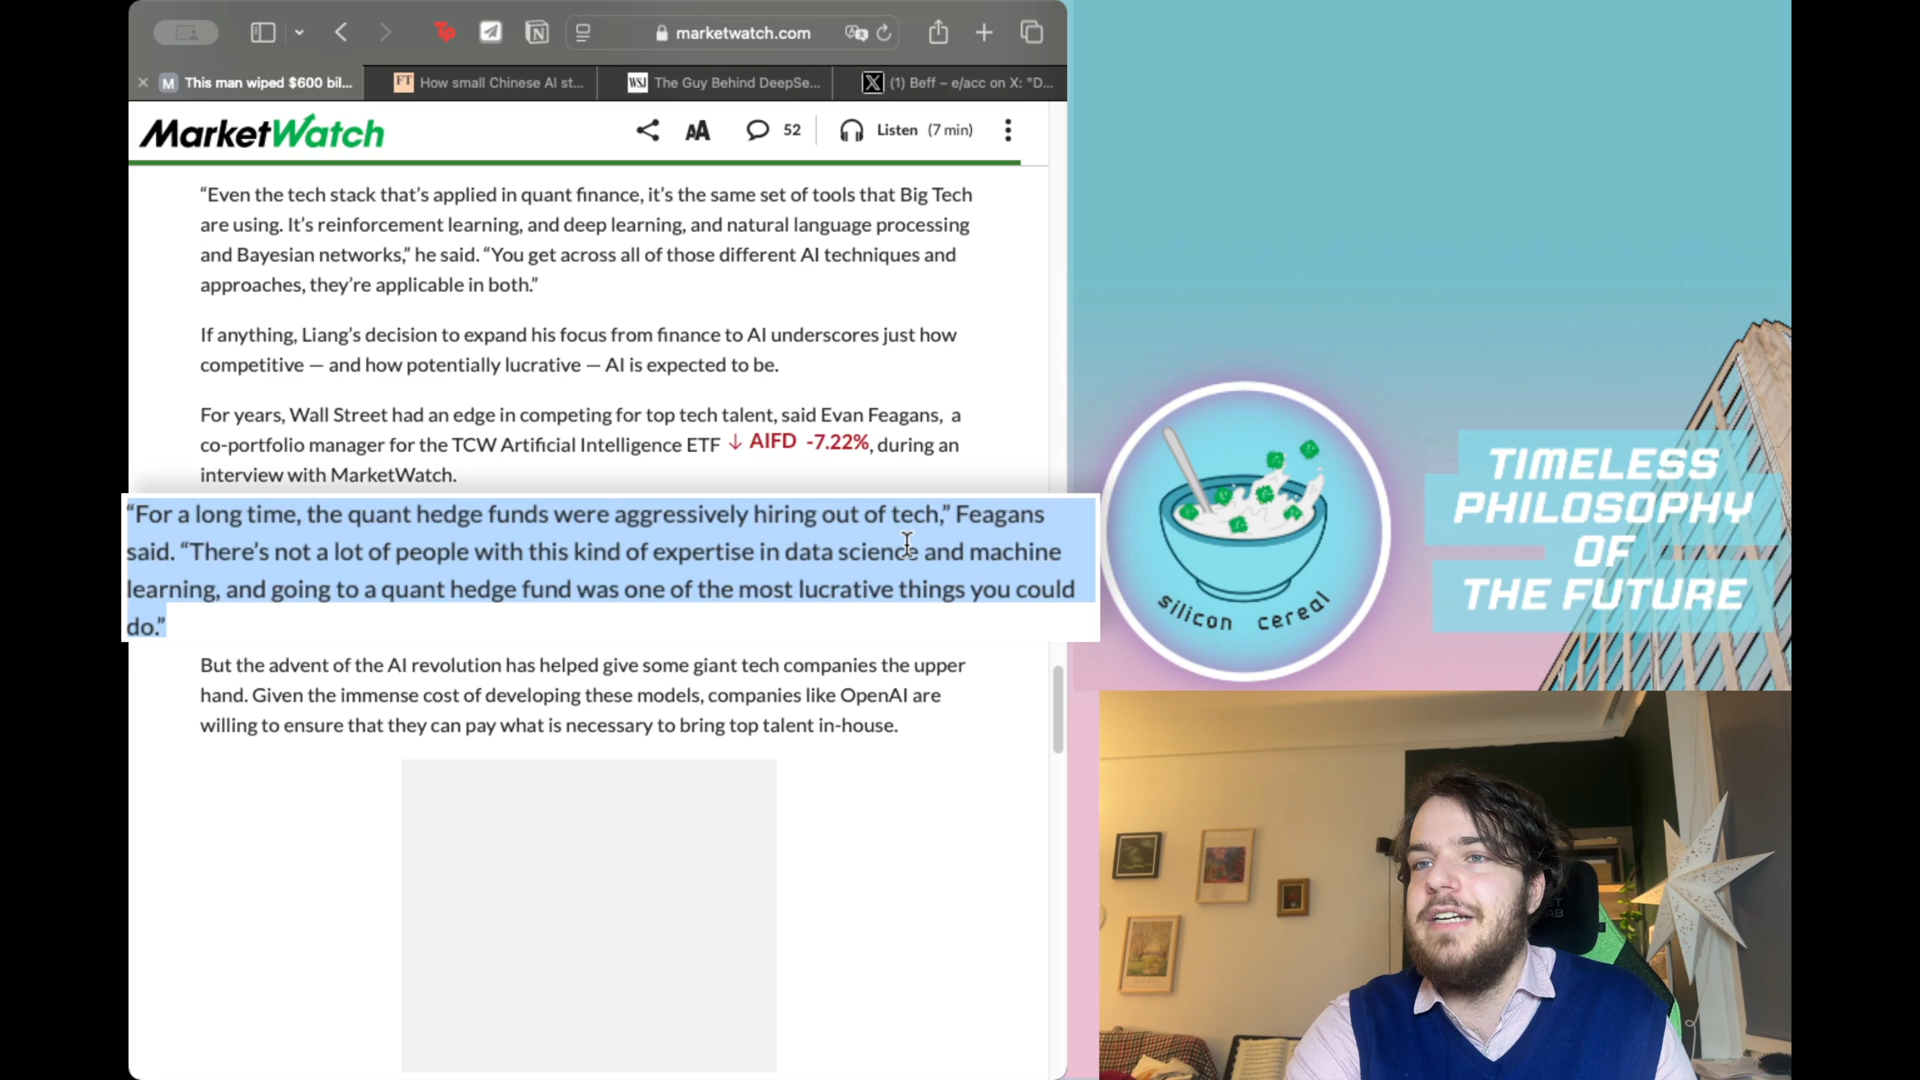 marketwatch.com
This man wiped $600 bil...
FT How small Chinese AI st...
WSJ The Guy Behind DeepSe...
(1) Beff – e/acc on X: "D...
MarketWatch
52
Listen (7 min)
“Even the tech stack that’s applied in quant finance, it’s the same set of tools that Big Tech
are using. It’s reinforcement learning, and deep learning, and natural language processing
and Bayesian networks,” he said. “You get across all of those different AI techniques and
approaches, they’re applicable in both.”
If anything, Liang’s decision to expand his focus from finance to AI underscores just how
competitive — and how potentially lucrative — AI is expected to be.
For years, Wall Street had an edge in competing for top tech talent, said Evan Feagans, a
co-portfolio manager for the TCW Artificial Intelligence ETF ↓ AIFD -7.22%, during an
interview with MarketWatch.
“For a long time, the quant hedge funds were aggressively hiring out of tech,” Feagans
said. “There’s not a lot of people with this kind of expertise in data science and machine
learning, and going to a quant hedge fund was one of the most lucrative things you could
do.”
But the advent of the AI revolution has helped give some giant tech companies the upper
hand. Given the immense cost of developing these models, companies like OpenAI are
willing to ensure that they can pay what is necessary to bring top talent in-house.
silicon cereal
TIMELESS
PHILOSOPHY
OF
THE FUTURE